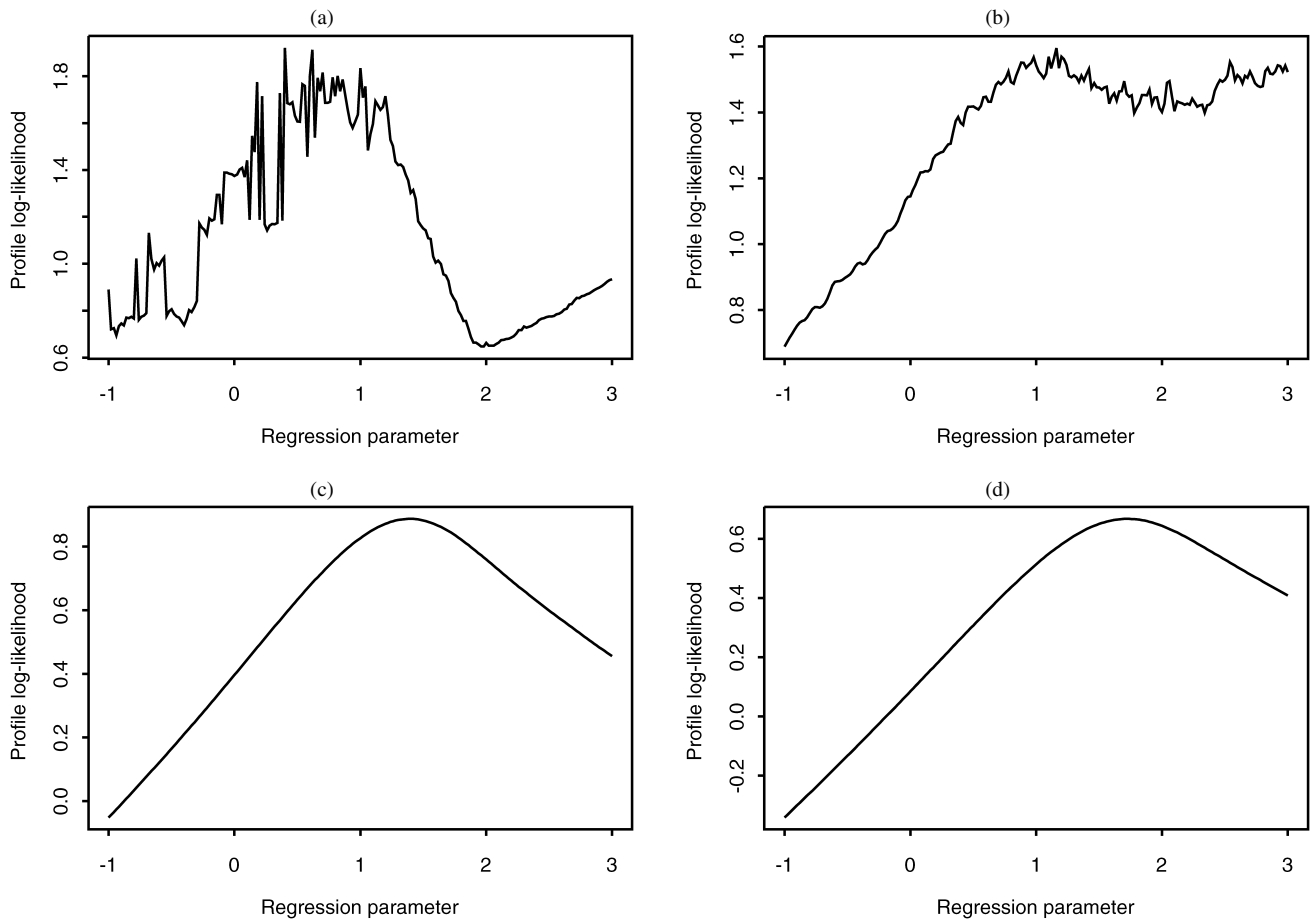 (a)
Profile log-likelihood
0.6 1.0 1.4 1.8
-1 0 1 2 3
Regression parameter
(b)
Profile log-likelihood
0.8 1.0 1.2 1.4 1.6
-1 0 1 2 3
Regression parameter
(c)
Profile log-likelihood
0.0 0.2 0.4 0.6 0.8
-1 0 1 2 3
Regression parameter
(d)
Profile log-likelihood
-0.2 0.0 0.2 0.4 0.6
-1 0 1 2 3
Regression parameter